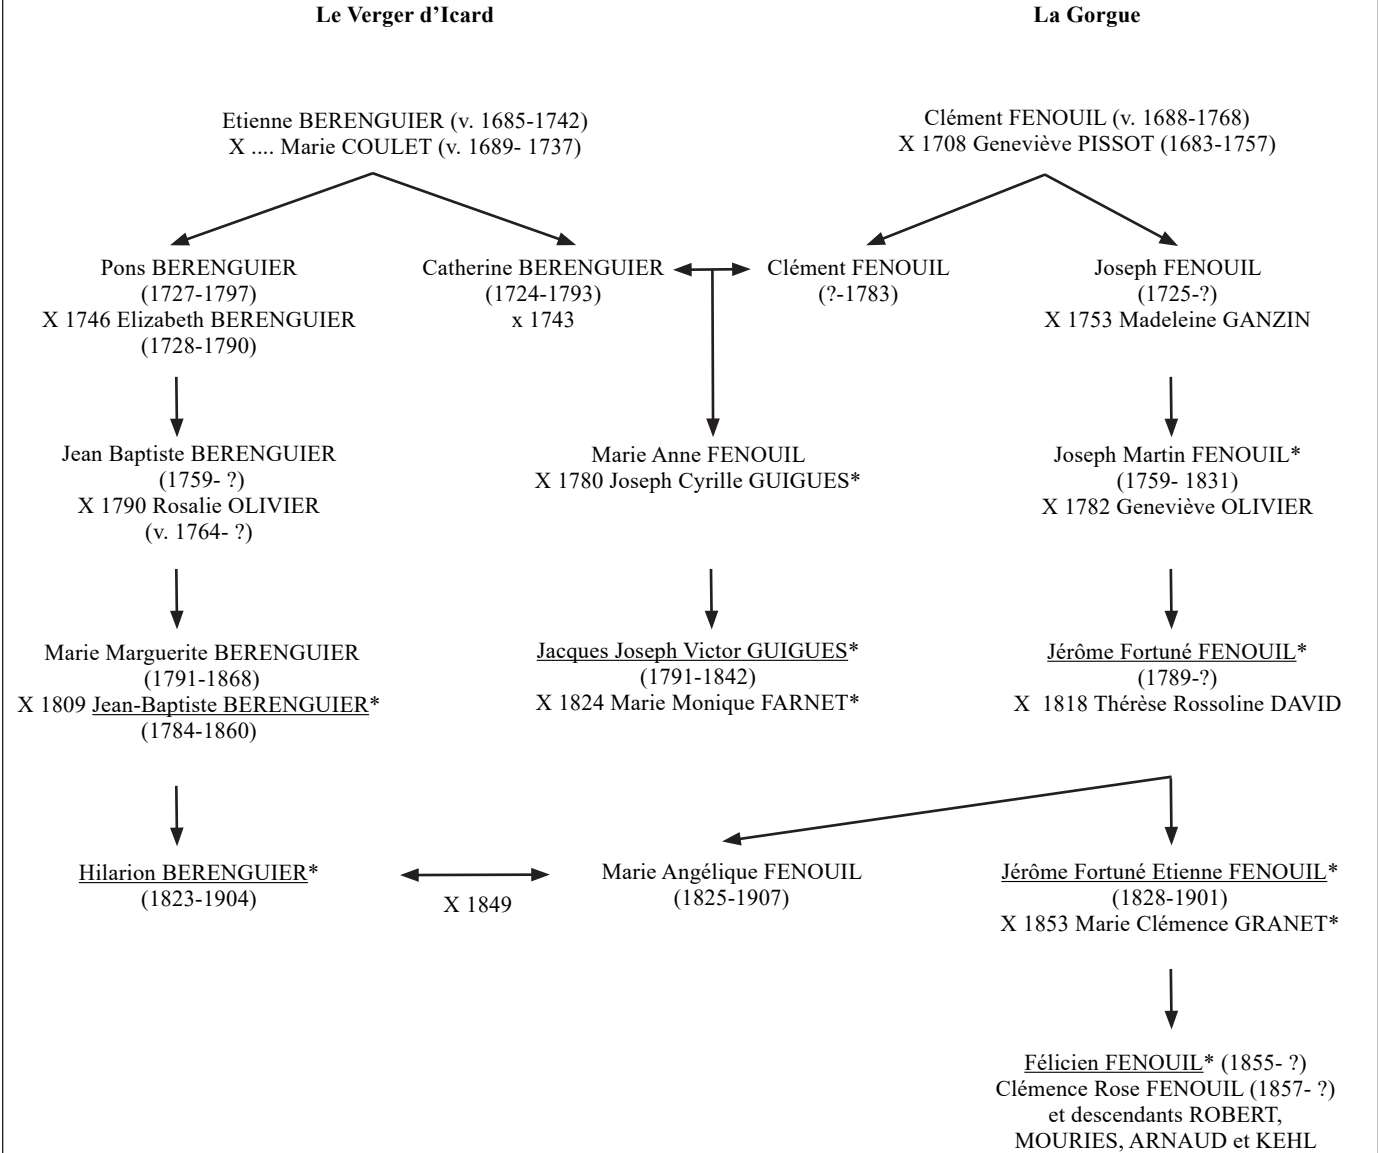 Le Verger d’Icard
La Gorgue
Etienne BERENGUIER (v. 1685-1742)
X .... Marie COULET (v. 1689- 1737)
Clément FENOUIL (v. 1688-1768)
X 1708 Geneviève PISSOT (1683-1757)
Pons BERENGUIER
(1727-1797)
X 1746 Elizabeth BERENGUIER
(1728-1790)
Catherine BERENGUIER
(1724-1793)
x 1743
Clément FENOUIL
(?-1783)
Joseph FENOUIL
(1725-?)
X 1753 Madeleine GANZIN
Jean Baptiste BERENGUIER
(1759- ?)
X 1790 Rosalie OLIVIER
(v. 1764- ?)
Marie Anne FENOUIL
X 1780 Joseph Cyrille GUIGUES*
Joseph Martin FENOUIL*
(1759- 1831)
X 1782 Geneviève OLIVIER
Marie Marguerite BERENGUIER
(1791-1868)
X 1809 Jean-Baptiste BERENGUIER*
(1784-1860)
Jacques Joseph Victor GUIGUES*
(1791-1842)
X 1824 Marie Monique FARNET*
Jérôme Fortuné FENOUIL*
(1789-?)
X  1818 Thérèse Rossoline DAVID
Hilarion BERENGUIER*
(1823-1904)
X 1849
Marie Angélique FENOUIL
(1825-1907)
Jérôme Fortuné Etienne FENOUIL*
(1828-1901)
X 1853 Marie Clémence GRANET*
Félicien FENOUIL* (1855- ?)
Clémence Rose FENOUIL (1857- ?)
et descendants ROBERT,
MOURIES, ARNAUD et KEHL